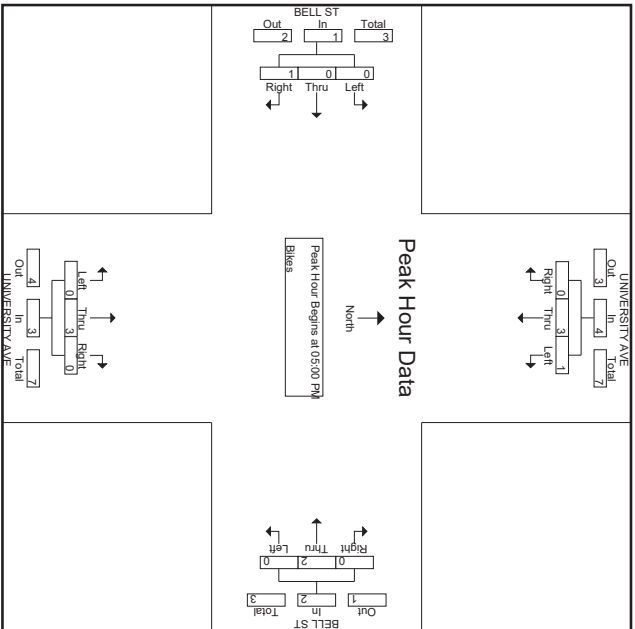 BELL ST
Out In Total
2 1 3
1 0 0
Right Thru Left
UNIVERSITY AVE
Out In Total
4 3 7
Left Thru Right
0 3 0
Peak Hour Data
North
Peak Hour Begins at 05:00 PM
Bikes
UNIVERSITY AVE
Out In Total
3 4 7
0 3 1
Right Thru Left
Left Thru Right
0 2 0
Total In Out
3 2 1
BELL ST